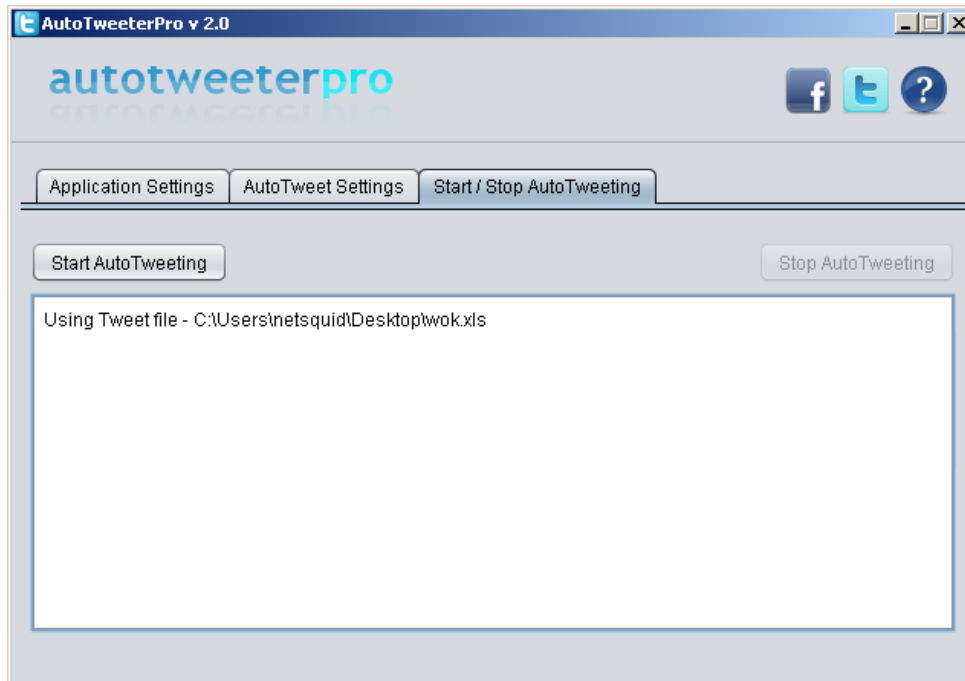 AutoTweeterPro v 2.0
autotweeterpro
Application Settings
AutoTweet Settings
Start / Stop AutoTweeting
Start AutoTweeting
Stop AutoTweeting
Using Tweet file - C:\Users\netsquid\Desktop\wok.xls